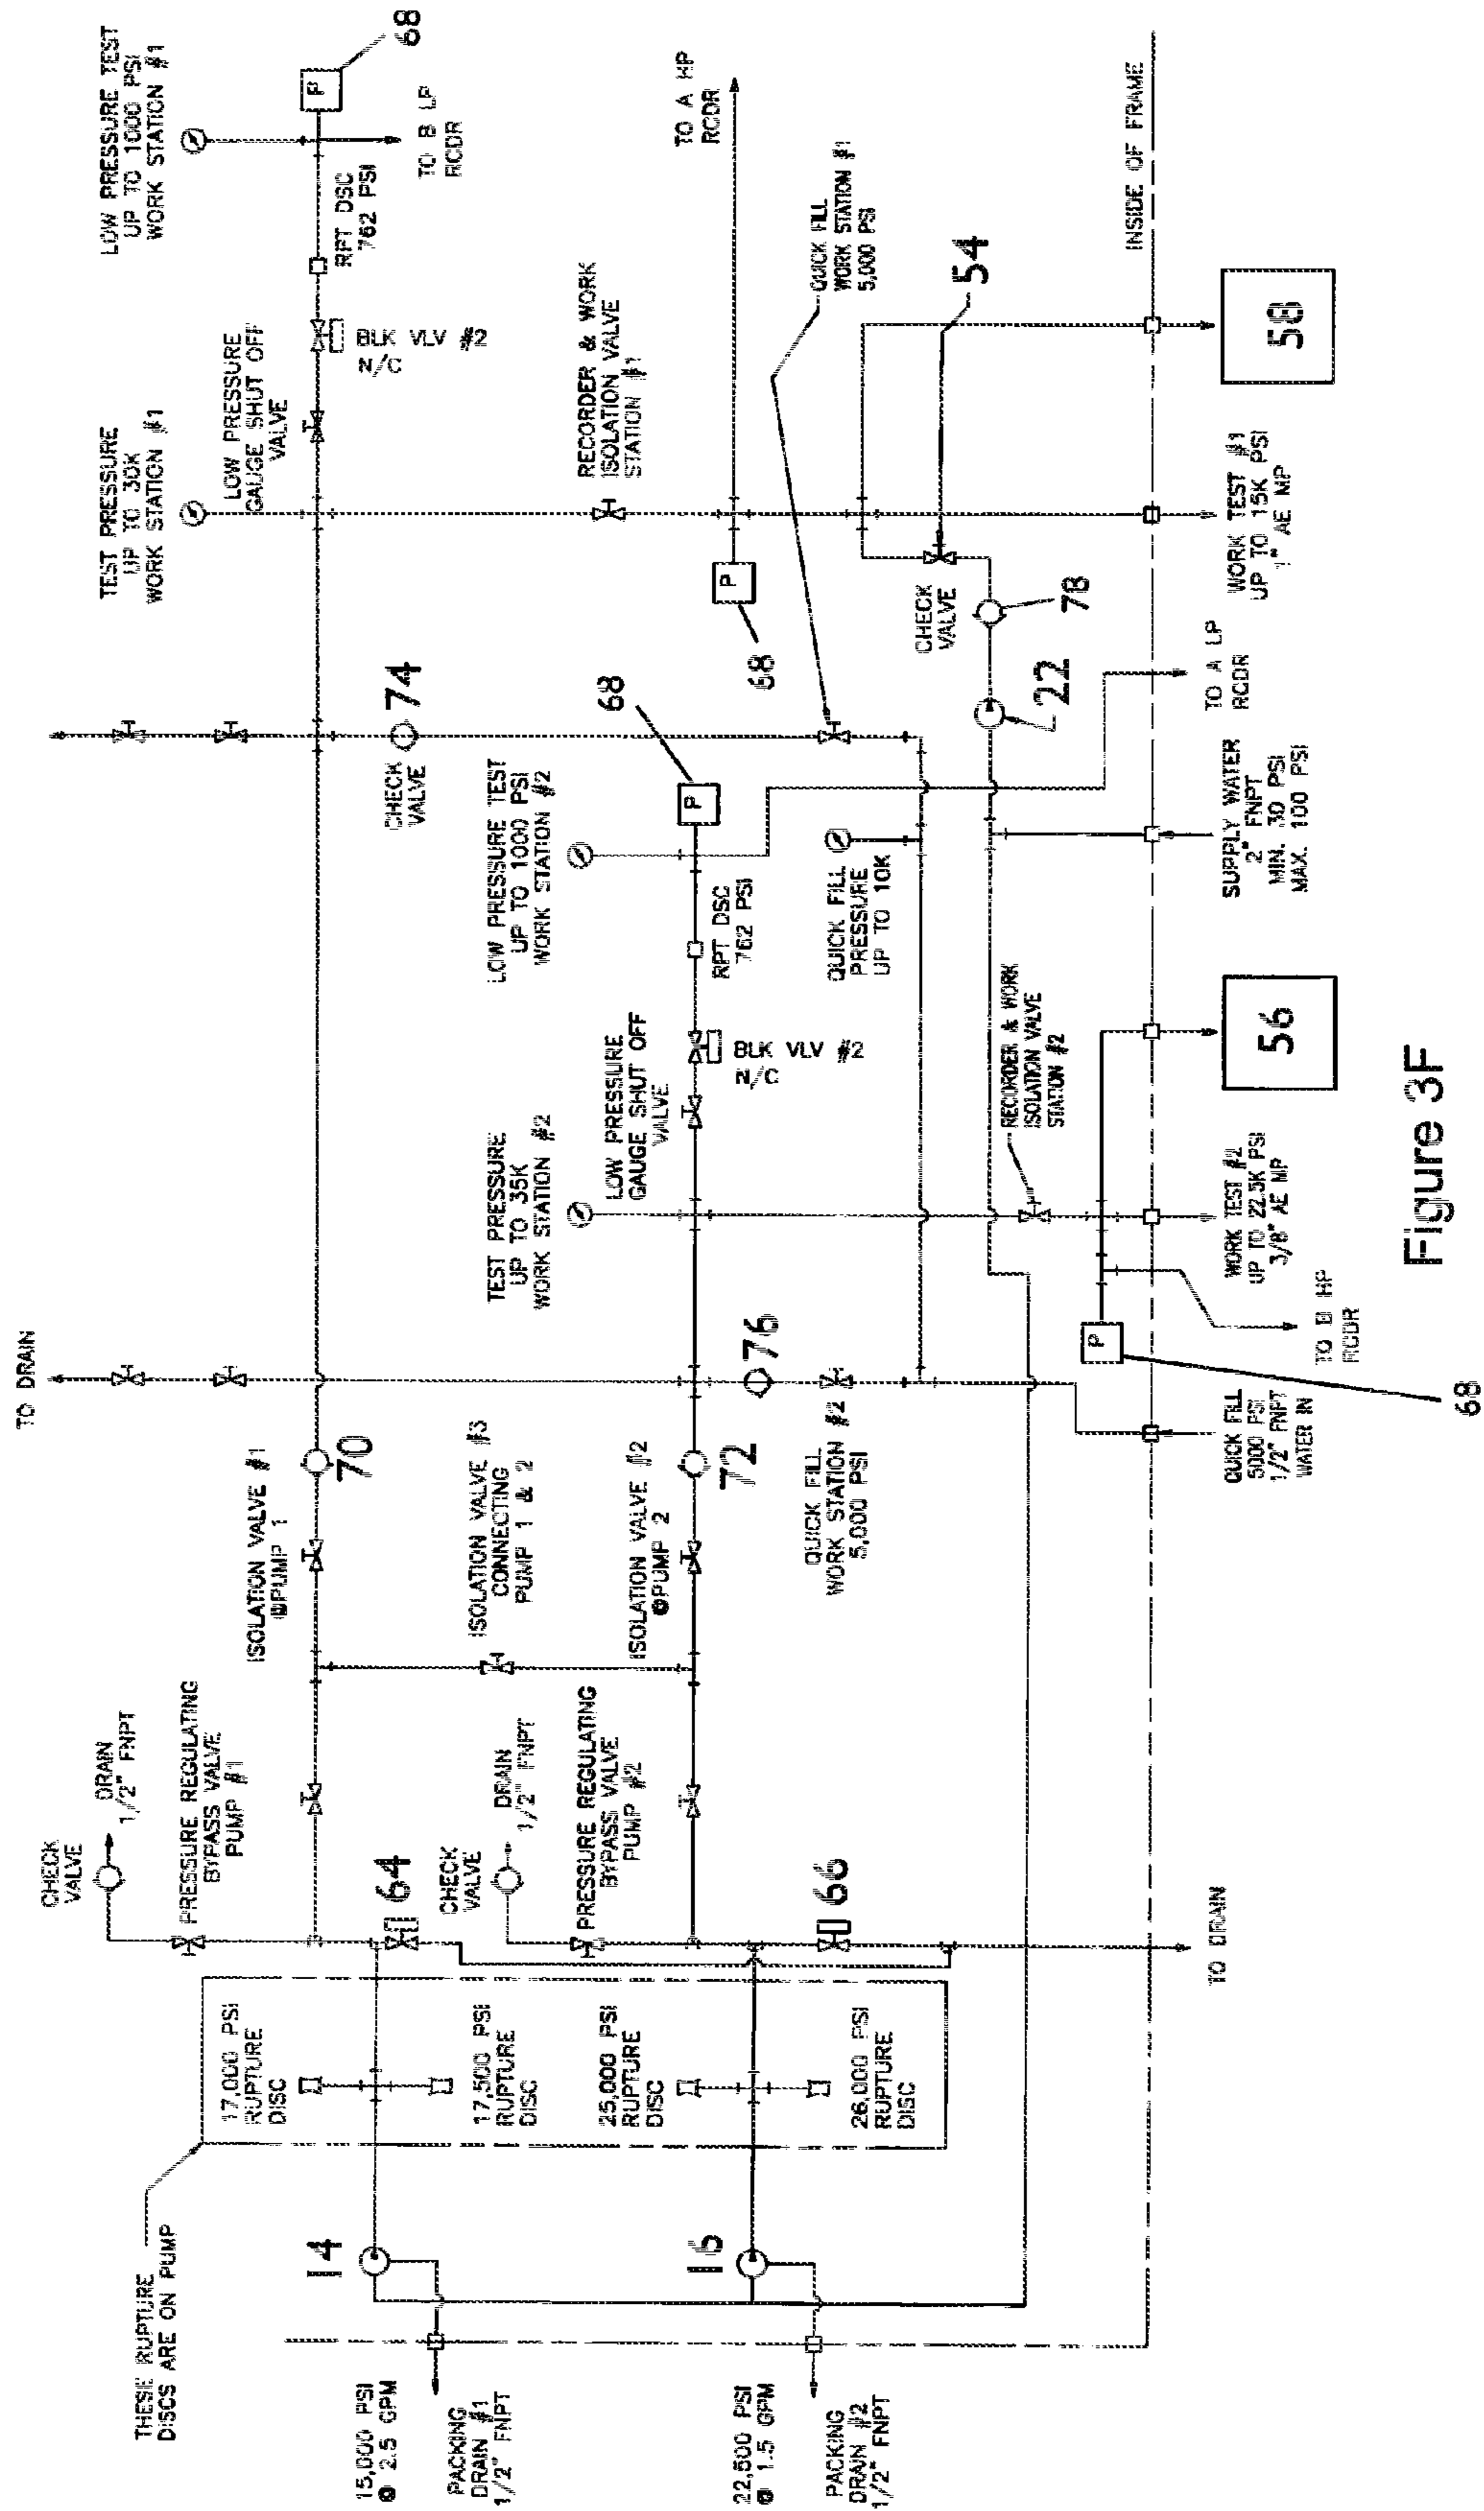 THESE RUPTURE
DISCS ARE ON PUMP
15,000 PSI
@ 2.5 GPM
PACKING
DRAIN #1
1/2" FNPT
22,500 PSI
@ 1.5 GPM
PACKING
DRAIN #2
1/2" FNPT
14
16
17,000 PSI
RUPTURE
DISC
17,500 PSI
RUPTURE
DISC
25,000 PSI
RUPTURE
DISC
26,000 PSI
RUPTURE
DISC
CHECK
VALVE
DRAIN
1/2" FNPT
PRESSURE REGULATING
BYPASS VALVE
PUMP #1
64
CHECK
VALVE
DRAIN
1/2" FNPT
PRESSURE REGULATING
BYPASS VALVE
PUMP #2
66
TO DRAIN
ISOLATION VALVE #1
@PUMP 1
70
ISOLATION VALVE #3
CONNECTING
PUMP 1 & 2
ISOLATION VALVE #2
@PUMP 2
72
TO DRAIN
76
QUICK FILL
WORK STATION #2
5,000 PSI
TEST PRESSURE
UP TO 35K
WORK STATION #2
LOW PRESSURE
GAUGE SHUT OFF
VALVE
BLK VLV #2
N/C
RPT DSC
762 PSI
LOW PRESSURE TEST
UP TO 1000 PSI
WORK STATION #2
P
68
QUICK FILL
PRESSURE
UP TO 10K
RECORDER & WORK
ISOLATION VALVE
STATION #2
P
68
QUICK FILL
5000 PSI
1/2" FNPT
WATER IN
TO B HP
RCDR
WORK TEST #2
UP TO 22.5K PSI
3/8" AE MP
56
SUPPLY WATER
2" FNPT
MIN. 30 PSI
MAX. 100 PSI
TO A LP
RCDR
CHECK
VALVE
74
22
78
CHECK
VALVE
54
P
68
TO A HP
RCDR
QUICK FILL
WORK STATION #1
5,000 PSI
RECORDER & WORK
ISOLATION VALVE
STATION #1
TEST PRESSURE
UP TO 30K
WORK STATION #1
LOW PRESSURE
GAUGE SHUT OFF
VALVE
BLK VLV #2
N/C
RPT DSC
762 PSI
LOW PRESSURE TEST
UP TO 1000 PSI
WORK STATION #1
P
68
TO B LP
RCDR
WORK TEST #1
UP TO 15K PSI
1" AE MP
58
INSIDE OF FRAME
Figure 3F